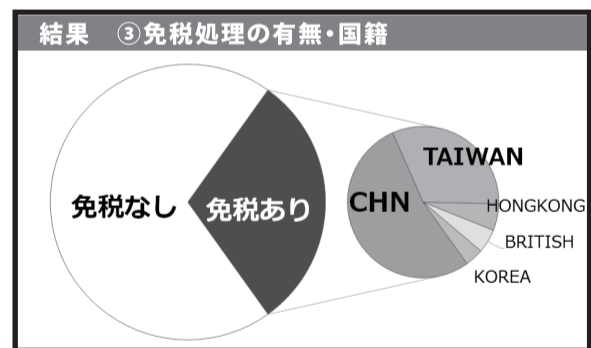 結果 ③免税処理の有無・国籍
免税なし
免税あり
TAIWAN
CHN
HONGKONG
BRITISH
KOREA